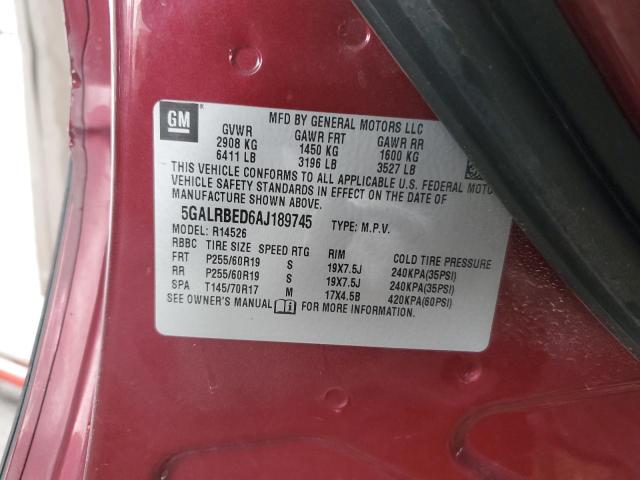 GM ®
MFD BY GENERAL MOTORS LLC
GVWR GAWR FRT GAWR RR
2908 KG 1450 KG 1600 KG
6411 LB 3196 LB 3527 LB
THIS VEHICLE CONFORMS TO ALL APPLICABLE U.S. FEDERAL MOTO
VEHICLE SAFETY STANDARDS IN EFFECT ON THE DATE OF
MANUFACTURE SHOWN ABOVE.
5GALRBED6AJ189745 TYPE: M.P.V.
MODEL: R14526
RBBC TIRE SIZE SPEED RTG RIM COLD TIRE PRESSURE
FRT P255/60R19 S 19X7.5J 240KPA(35PSI)
RR P255/60R19 S 19X7.5J 240KPA(35PSI)
SPA T145/70R17 M 17X4.5B 420KPA(60PSI)
SEE OWNER'S MANUAL FOR MORE INFORMATION.